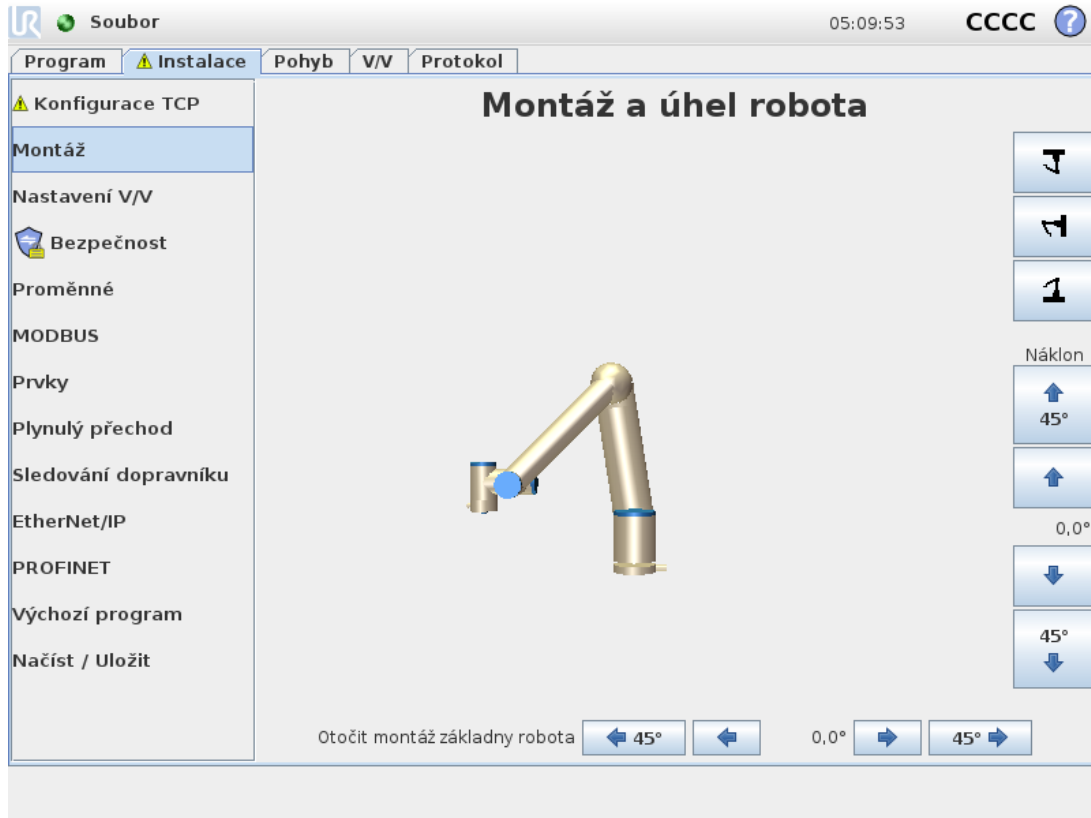 UR Soubor 05:09:53 CCCC ?
Program Instalace Pohyb V/V Protokol
Konfigurace TCP
Montáž
Nastavení V/V
Bezpečnost
Proměnné
MODBUS
Prvky
Plynulý přechod
Sledování dopravníku
EtherNet/IP
PROFINET
Výchozí program
Načíst / Uložit
Montáž a úhel robota
Náklon
45°
0,0°
45°
Otočit montáž základny robota 45° 0,0° 45°